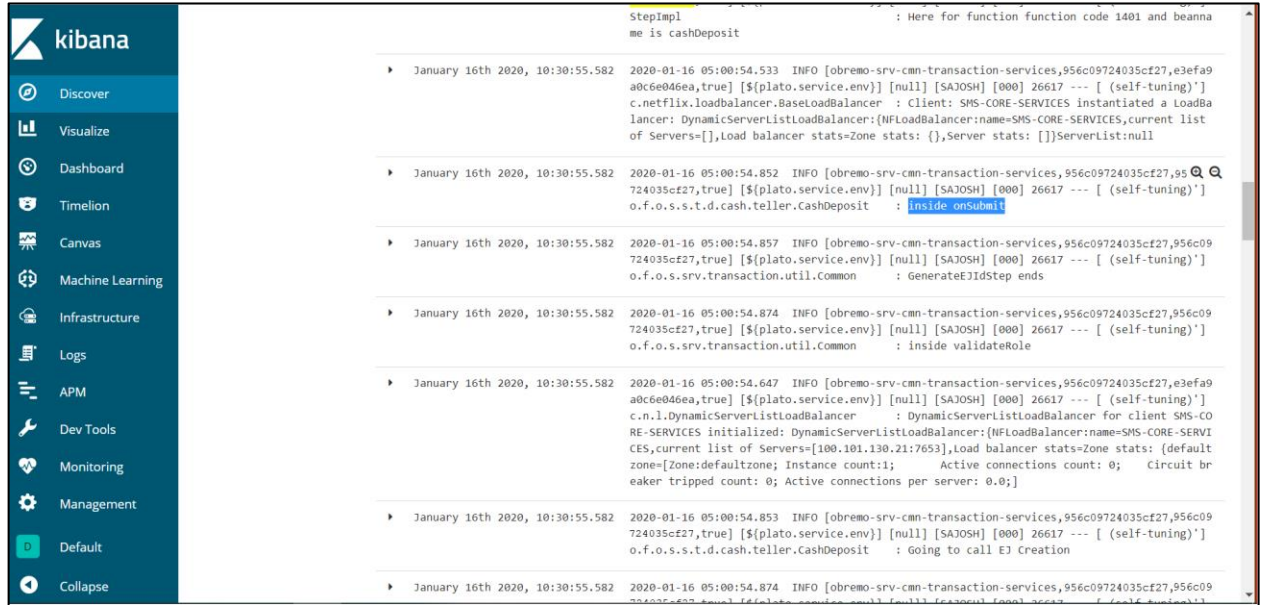 kibana
Discover
Visualize
Dashboard
Timelion
Canvas
Machine Learning
Infrastructure
Logs
APM
Dev Tools
Monitoring
Management
D Default
Collapse
StepImpl : Here for function function code 1401 and beanna
me is cashDeposit
January 16th 2020, 10:30:55.582 2020-01-16 05:00:54.533 INFO [obremo-srv-cmn-transaction-services,956c09724035cf27,e3efa9
a0c6e046ea,true] [${plato.service.env}] [null] [SAJOSH] [000] 26617 --- [ (self-tuning)']
c.netflix.loadbalancer.BaseLoadBalancer : Client: SMS-CORE-SERVICES instantiated a LoadBa
lancer: DynamicServerListLoadBalancer:{NFLoadBalancer:name=SMS-CORE-SERVICES,current list
of Servers=[],Load balancer stats=Zone stats: {},Server stats: []}ServerList:null
January 16th 2020, 10:30:55.582 2020-01-16 05:00:54.852 INFO [obremo-srv-cmn-transaction-services,956c09724035cf27,95
724035cf27,true] [${plato.service.env}] [null] [SAJOSH] [000] 26617 --- [ (self-tuning)']
o.f.o.s.s.t.d.cash.teller.CashDeposit : inside onSubmit
January 16th 2020, 10:30:55.582 2020-01-16 05:00:54.857 INFO [obremo-srv-cmn-transaction-services,956c09724035cf27,956c09
724035cf27,true] [${plato.service.env}] [null] [SAJOSH] [000] 26617 --- [ (self-tuning)']
o.f.o.s.srv.transaction.util.Common : GenerateEJIdStep ends
January 16th 2020, 10:30:55.582 2020-01-16 05:00:54.874 INFO [obremo-srv-cmn-transaction-services,956c09724035cf27,956c09
724035cf27,true] [${plato.service.env}] [null] [SAJOSH] [000] 26617 --- [ (self-tuning)']
o.f.o.s.srv.transaction.util.Common : inside validateRole
January 16th 2020, 10:30:55.582 2020-01-16 05:00:54.647 INFO [obremo-srv-cmn-transaction-services,956c09724035cf27,e3efa9
a0c6e046ea,true] [${plato.service.env}] [null] [SAJOSH] [000] 26617 --- [ (self-tuning)']
c.n.l.DynamicServerListLoadBalancer : DynamicServerListLoadBalancer for client SMS-CO
RE-SERVICES initialized: DynamicServerListLoadBalancer:{NFLoadBalancer:name=SMS-CORE-SERVI
CES,current list of Servers=[100.101.130.21:7653],Load balancer stats=Zone stats: {default
zone=[Zone:defaultzone; Instance count:1; Active connections count: 0; Circuit br
eaker tripped count: 0; Active connections per server: 0.0;]
January 16th 2020, 10:30:55.582 2020-01-16 05:00:54.853 INFO [obremo-srv-cmn-transaction-services,956c09724035cf27,956c09
724035cf27,true] [${plato.service.env}] [null] [SAJOSH] [000] 26617 --- [ (self-tuning)']
o.f.o.s.s.t.d.cash.teller.CashDeposit : Going to call EJ Creation
January 16th 2020, 10:30:55.582 2020-01-16 05:00:54.874 INFO [obremo-srv-cmn-transaction-services,956c09724035cf27,956c09